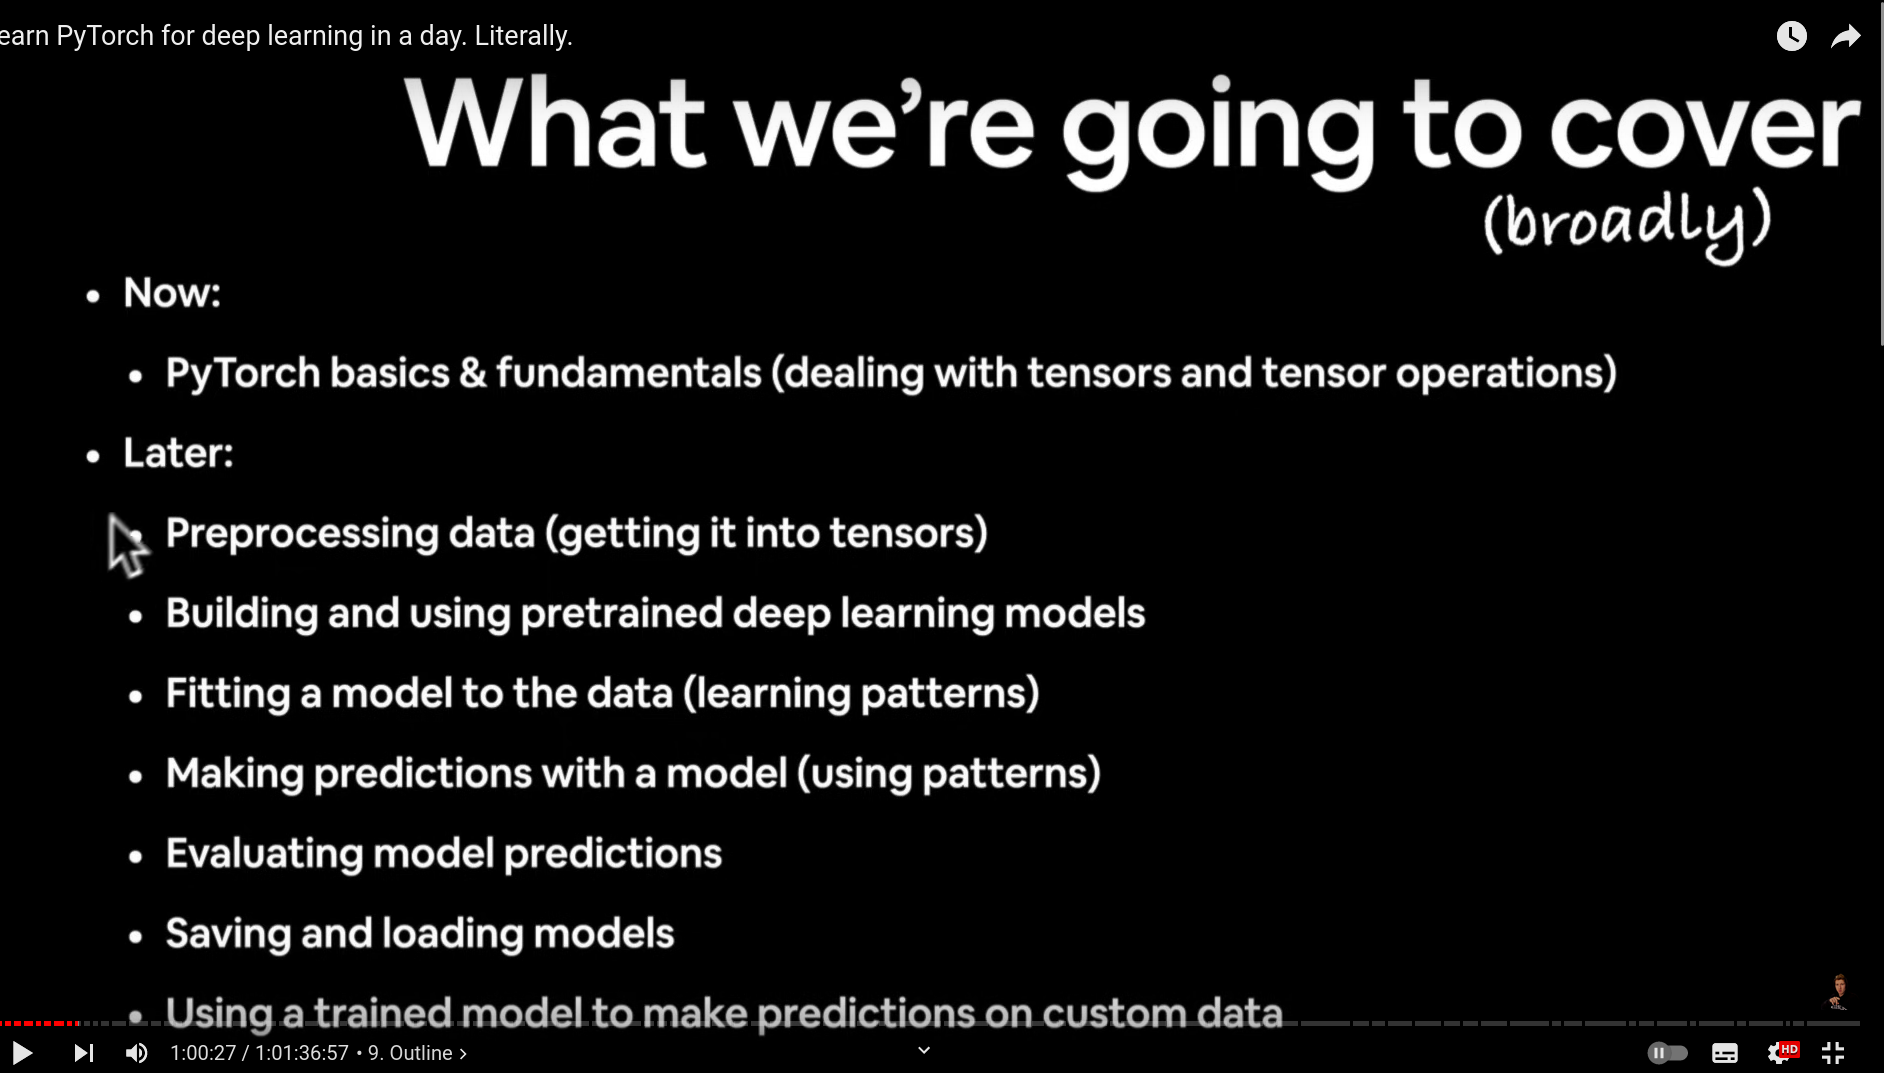 earn PyTorch for deep learning in a day. Literally.
What we're going to cover
(broadly)
• Now:
• PyTorch basics & fundamentals (dealing with tensors and tensor operations)
• Later:
• Preprocessing data (getting it into tensors)
• Building and using pretrained deep learning models
• Fitting a model to the data (learning patterns)
• Making predictions with a model (using patterns)
• Evaluating model predictions
• Saving and loading models
• Using a trained model to make predictions on custom data
1:00:27 / 1:01:36:57 • 9. Outline ›
HD